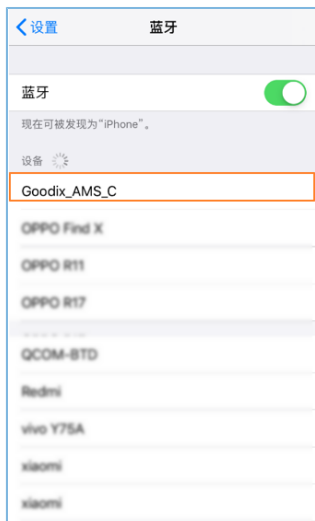 设置
蓝牙
蓝牙
现在可被发现为“iPhone”。
设备
Goodix_AMS_C
OPPO Find X
OPPO R11
OPPO R17
QCOM-BTD
Redmi
vivo Y75A
xiaomi
xiaomi